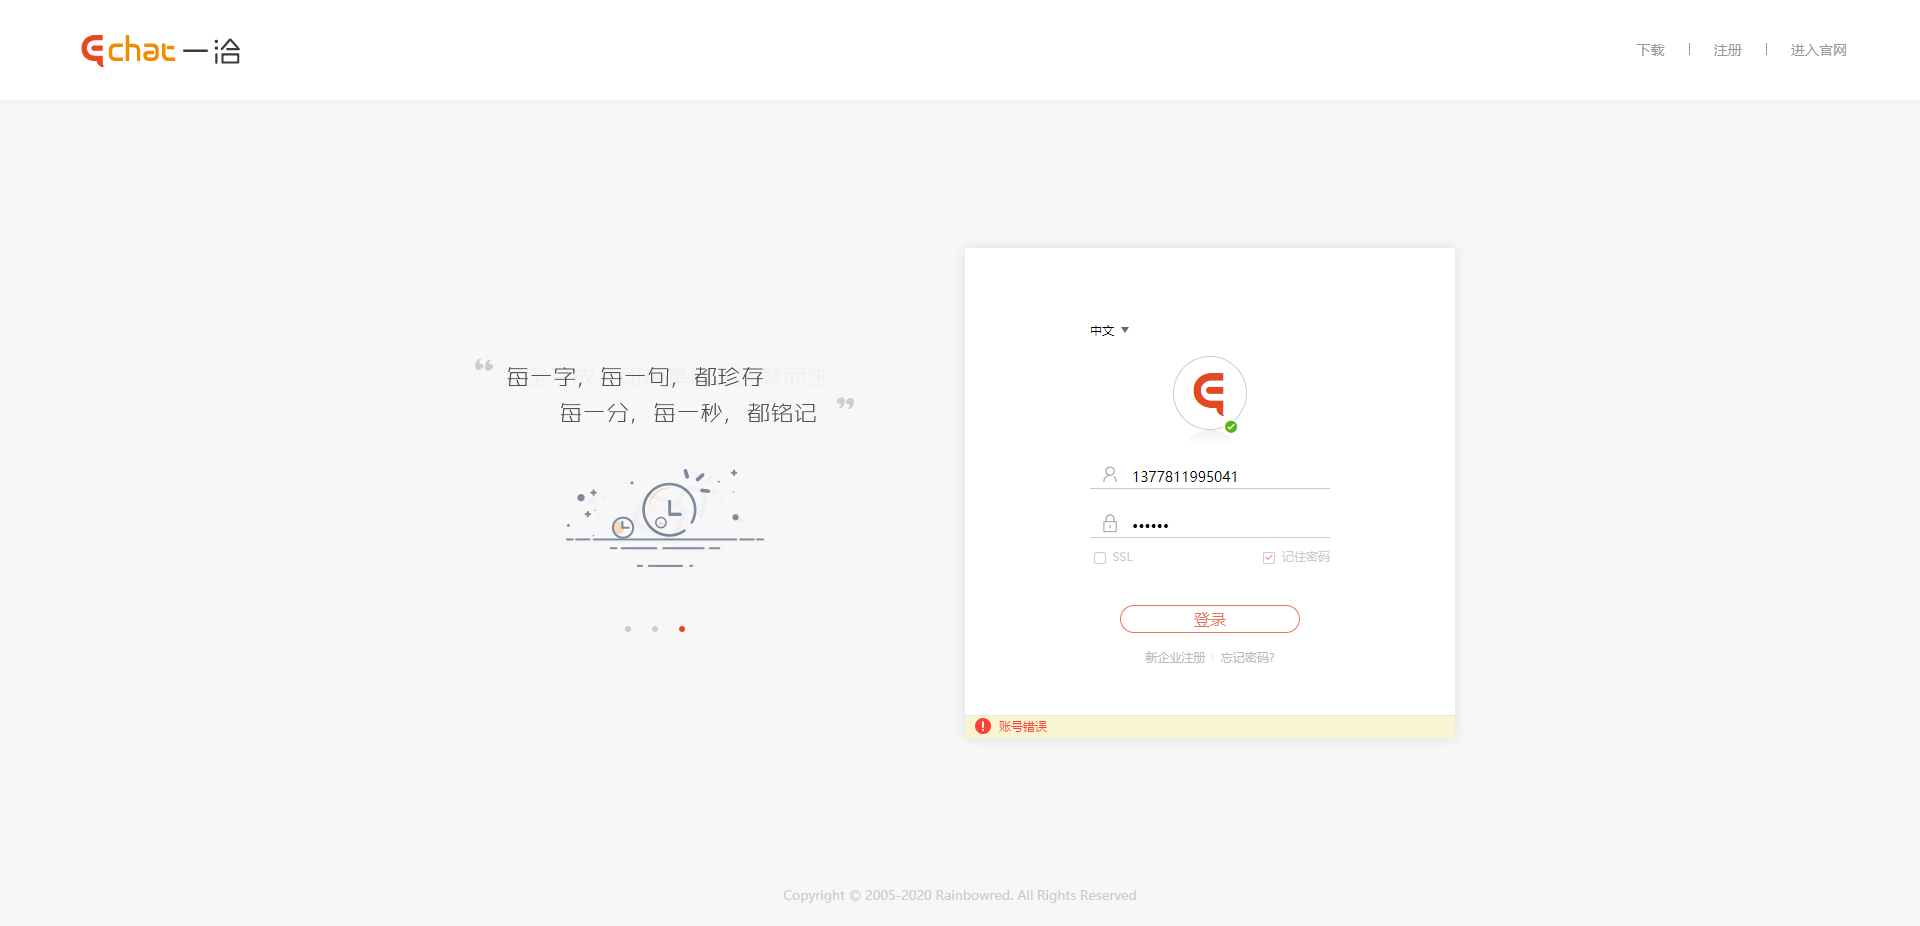 chat 一洽
下载
注册
进入官网
中文
每一字，每一句，都珍存
每一分，每一秒，都铭记
1377811995041
••••••
SSL
记住密码
登录
新企业注册
忘记密码?
账号错误
Copyright © 2005-2020 Rainbowred. All Rights Reserved